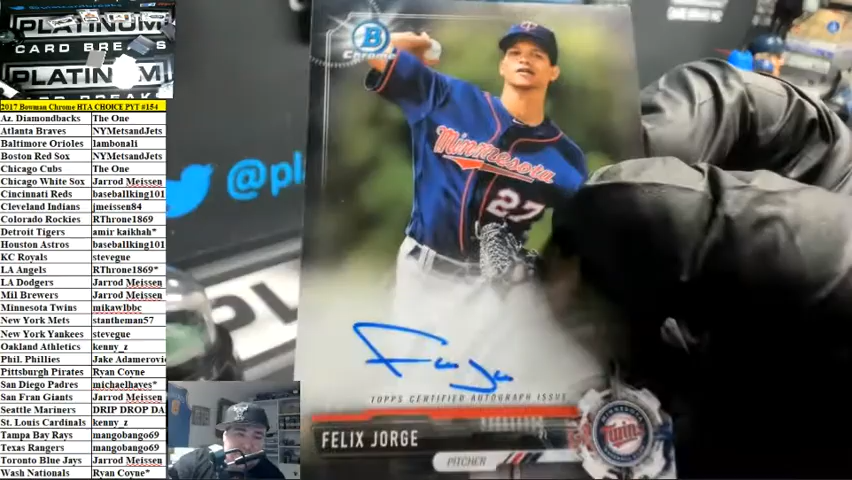 PLATINUM
CARD BREAKS
PLATINUM
2017 Bowman Chrome HTA CHOICE PYT #154
Az. Diamondbacks The One
Atlanta Braves NYMetsandJets
Baltimore Orioles lambonali
Boston Red Sox NYMetsandJets
Chicago Cubs The One
Chicago White Sox Jarrod Meissen
Cincinnati Reds baseballking101
Cleveland Indians jmeissen84
Colorado Rockies RThrone1869
Detroit Tigers amir kaikhah*
Houston Astros baseballking101
KC Royals stevegue
LA Angels RThrone1869*
LA Dodgers Jarrod Meissen
Mil Brewers Jarrod Meissen
Minnesota Twins mikaw1bbc
New York Mets stantheman57
New York Yankees stevegue
Oakland Athletics kenny_z
Phil. Phillies Jake Adamerovi
Pittsburgh Pirates Ryan Coyne
San Diego Padres michaelhayes*
San Fran Giants Jarrod Meissen
Seattle Mariners DRIP DROP DA
St. Louis Cardinals kenny_z
Tampa Bay Rays mangobango69
Texas Rangers mangobango69
Toronto Blue Jays Jarrod Meissen
Wash Nationals Ryan Coyne*
@pl
B
Chrome
Minnesota
27
TOPPS CERTIFIED AUTOGRAPH ISSUE
FELIX JORGE
PITCHER
MINNESOTA
Twins